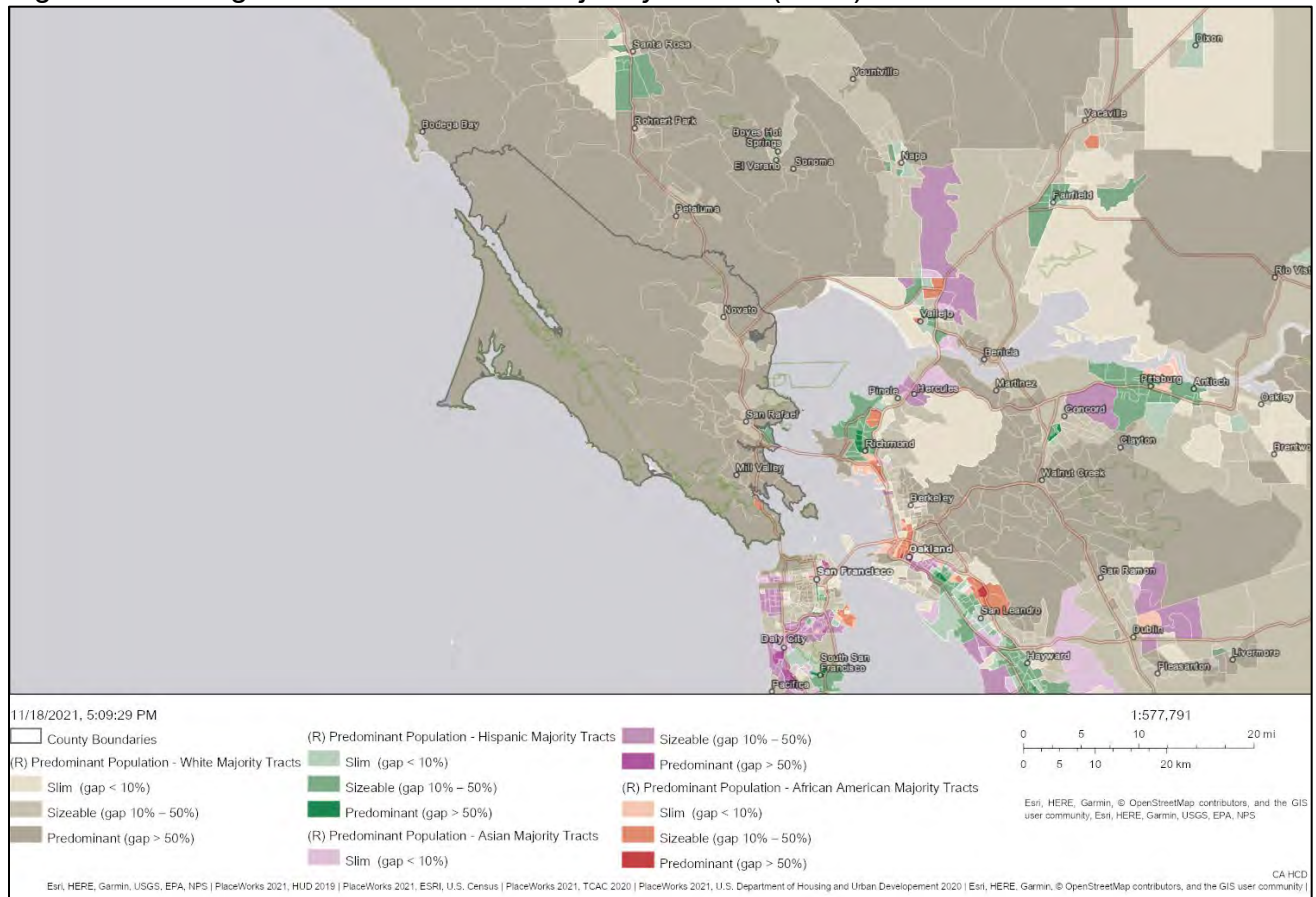 Santa Rosa
Dixon
Yountville
Vacaville
Bodega Bay
Rohnert Park
Boyes Hot
Springs
Napa
El Verano
Sonoma
Fairfield
Petaluma
Rio Vist
Novato
Vallejo
Benicia
Pinole
Hercules
Martinez
Pittsburg
Antioch
Oakley
Concord
San Rafael
Richmond
Clayton
Brentwo
Mill Valley
Walnut Creek
Berkeley
Oakland
San Francisco
San Ramon
San Leandro
Daly City
Dublin
South San
Francisco
Hayward
Livermore
Pleasanton
Pacifica
11/18/2021, 5:09:29 PM
County Boundaries
(R) Predominant Population - White Majority Tracts
Slim (gap < 10%)
Sizeable (gap 10% – 50%)
Predominant (gap > 50%)
(R) Predominant Population - Hispanic Majority Tracts
Slim (gap < 10%)
Sizeable (gap 10% – 50%)
Predominant (gap > 50%)
(R) Predominant Population - Asian Majority Tracts
Slim (gap < 10%)
Sizeable (gap 10% – 50%)
Predominant (gap > 50%)
(R) Predominant Population - African American Majority Tracts
Slim (gap < 10%)
Sizeable (gap 10% – 50%)
Predominant (gap > 50%)
1:577,791
0 5 10 20 mi
0 5 10 20 km
Esri, HERE, Garmin, © OpenStreetMap contributors, and the GIS
user community, Esri, HERE, Garmin, USGS, EPA, NPS
CA HCD
Esri, HERE, Garmin, USGS, EPA, NPS | PlaceWorks 2021, HUD 2019 | PlaceWorks 2021, ESRI, U.S. Census | PlaceWorks 2021, TCAC 2020 | PlaceWorks 2021, U.S. Department of Housing and Urban Developement 2020 | Esri, HERE, Garmin, © OpenStreetMap contributors, and the GIS user community |